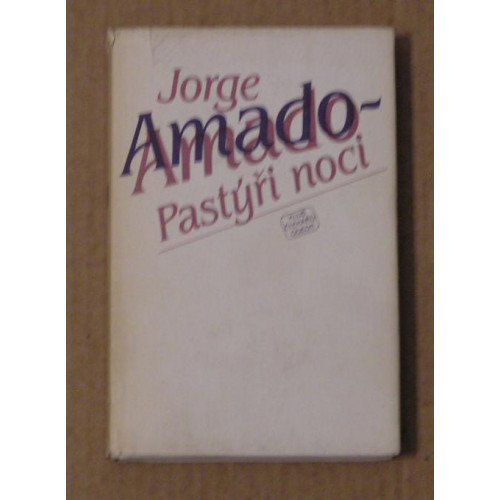 Jorge
Amado-
Amado
Pastýři noci